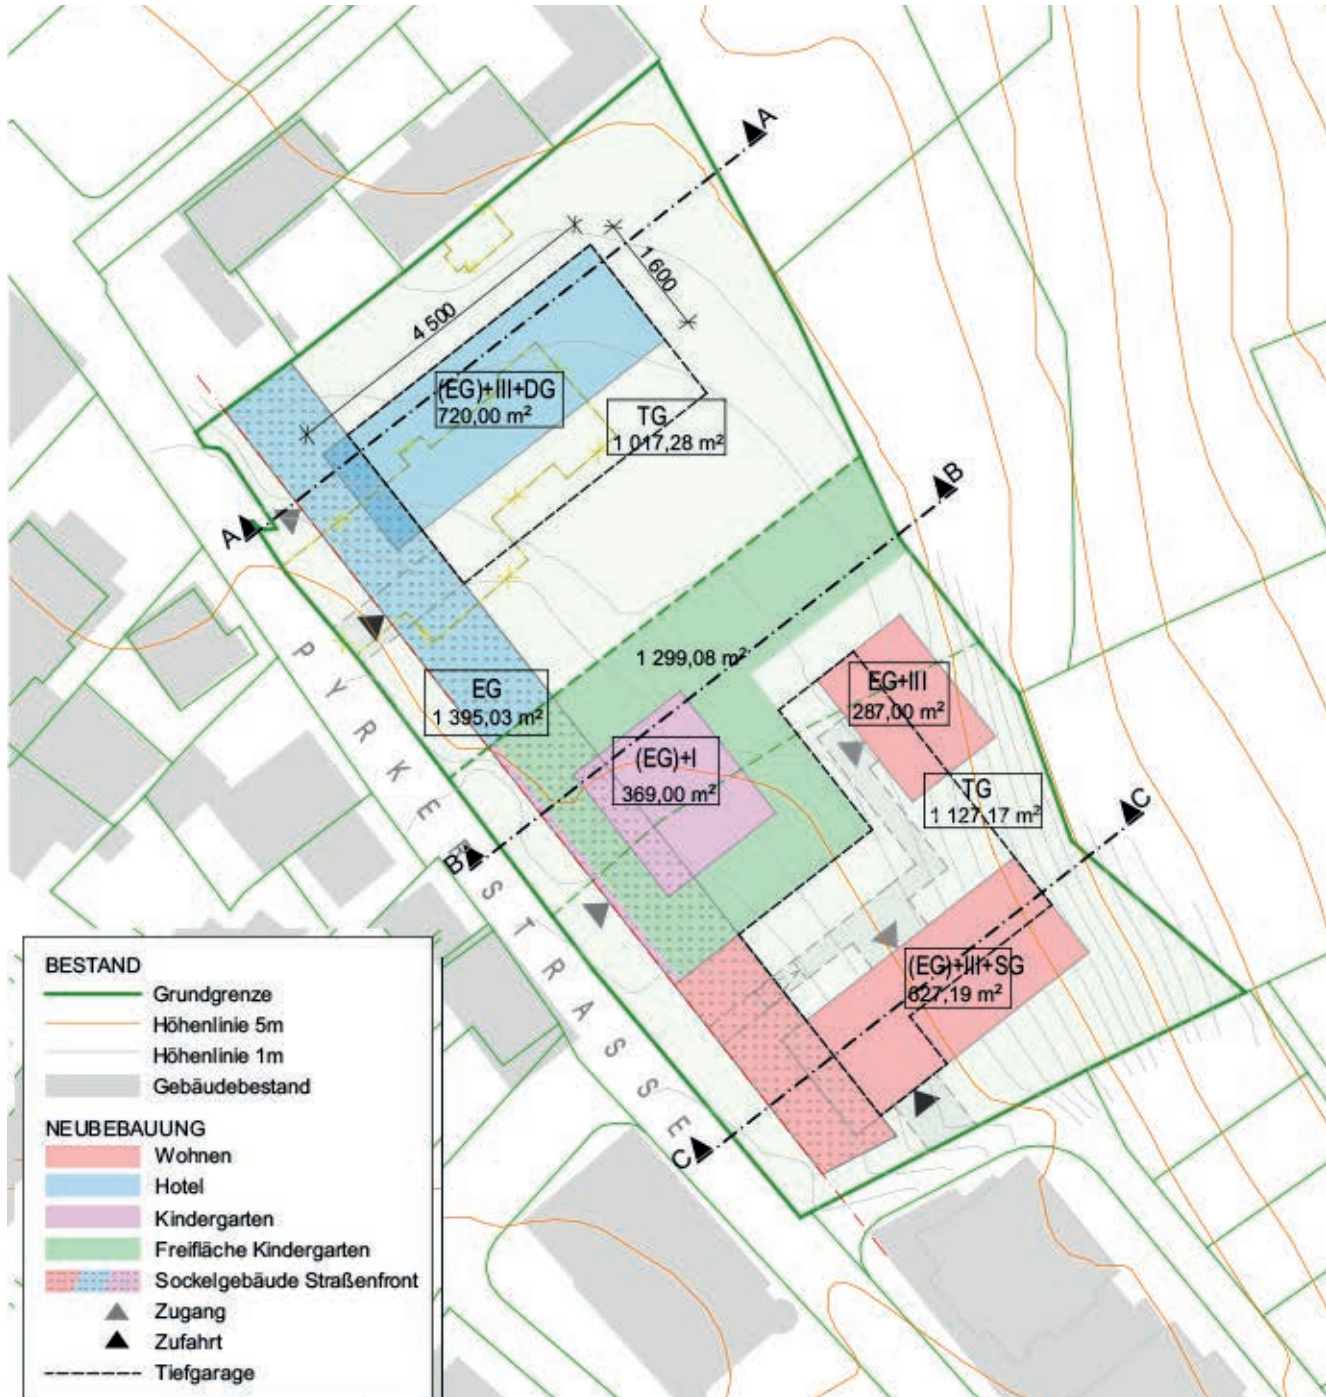 A
1 600
4 500
(EG)+III+DG
720,00 m²
TG
1 017,28 m²
B
A
1 299,08 m²
EG+III
287,00 m²
EG
1 395,03 m²
(EG)+I
369,00 m²
TG
1 127,17 m²
C
B
PYRKERSTRASSE
(EG)+III+SG
627,19 m²
C
BESTAND
Grundgrenze
Höhenlinie 5m
Höhenlinie 1m
Gebäudebestand
NEUBEBAUUNG
Wohnen
Hotel
Kindergarten
Freifläche Kindergarten
Sockelgebäude Straßenfront
Zugang
Zufahrt
Tiefgarage